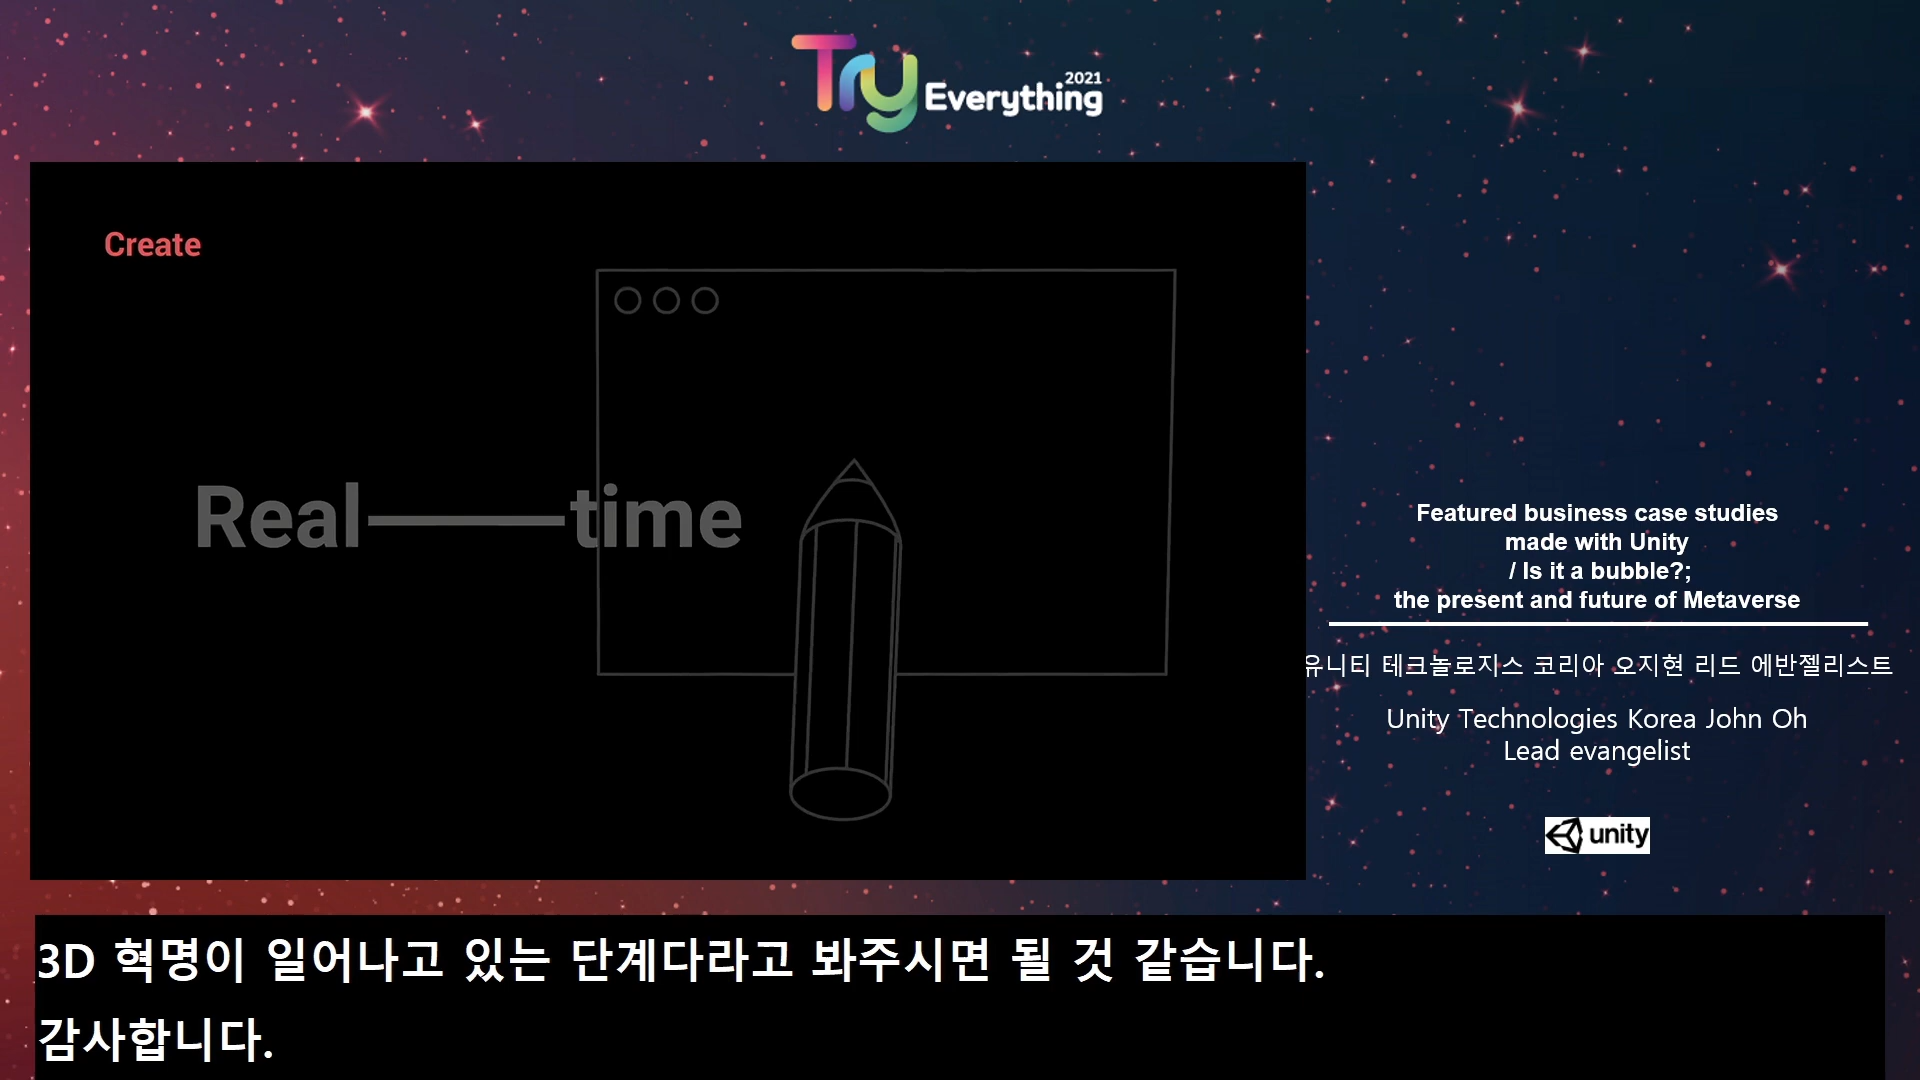 Try Everything 2021
Create
Real——time
Featured business case studies
made with Unity
/ Is it a bubble?;
the present and future of Metaverse
유니티 테크놀로지스 코리아 오지현 리드 에반젤리스트
Unity Technologies Korea John Oh
Lead evangelist
unity
3D 혁명이 일어나고 있는 단계다라고 봐주시면 될 것 같습니다.
감사합니다.